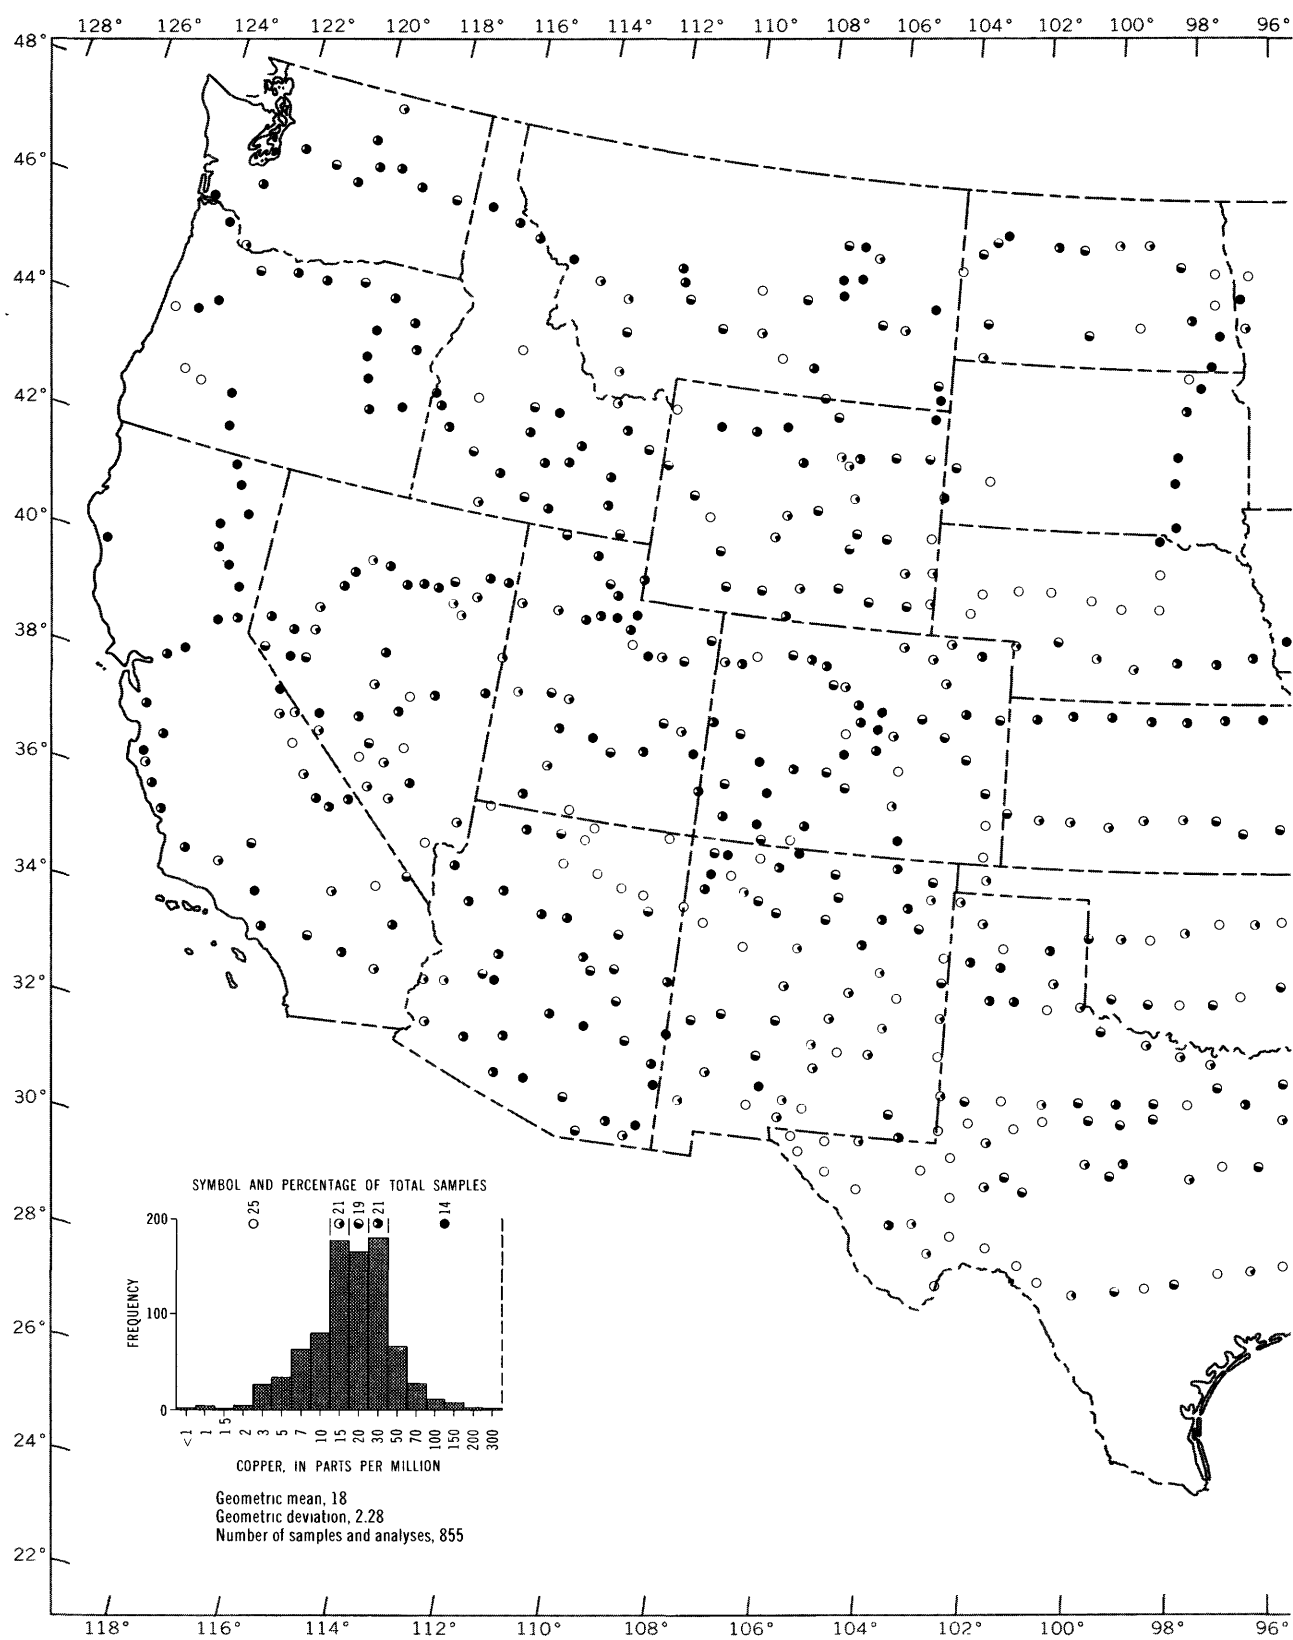 128° 126° 124° 122° 120° 118° 116° 114° 112° 110° 108° 106° 104° 102° 100° 98° 96°
48°
46°
44°
42°
40°
38°
36°
34°
32°
30°
28°
26°
24°
22°
SYMBOL AND PERCENTAGE OF TOTAL SAMPLES
25 21 19 21 14
200
100
0
FREQUENCY
<1 1 1.5 2 3 5 7 10 15 20 30 50 70 100 150 200 300
COPPER, IN PARTS PER MILLION
Geometric mean, 18
Geometric deviation, 2.28
Number of samples and analyses, 855
118° 116° 114° 112° 110° 108° 106° 104° 102° 100° 98° 96°